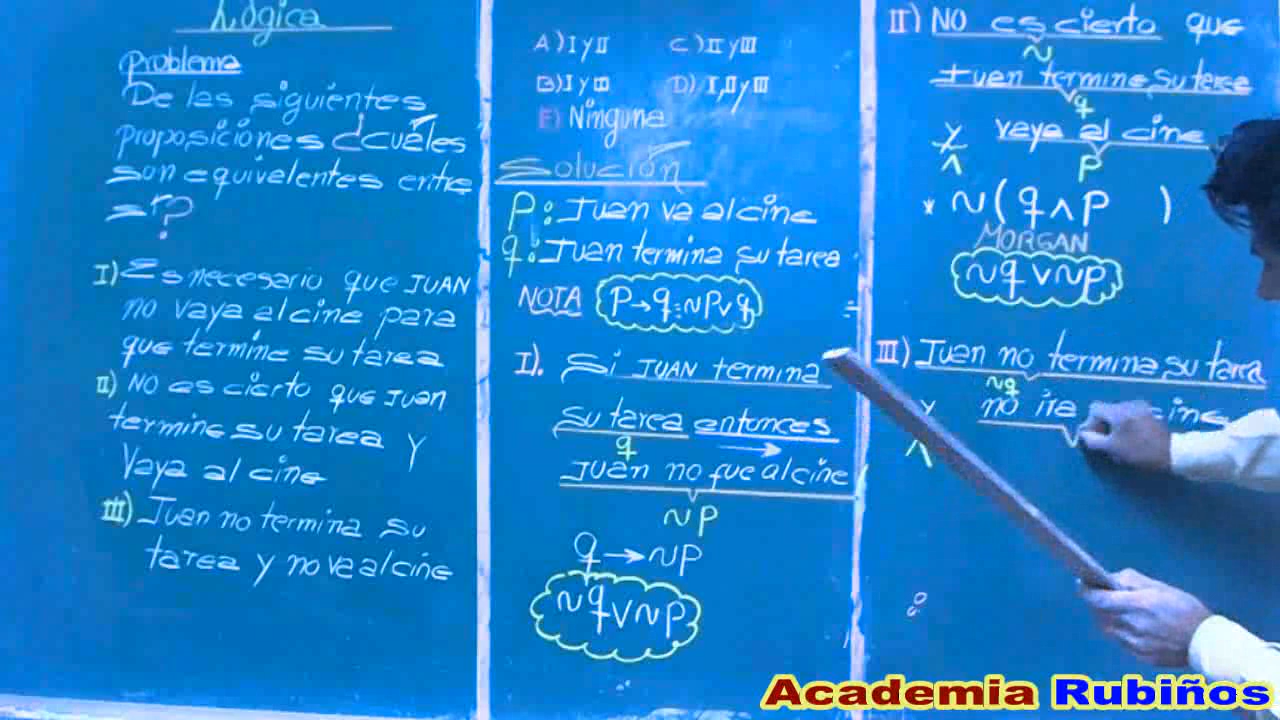 Lógica
Problema
De las siguientes
proposiciones ¿cuáles
son equivalentes entre
sí?
I) Es necesario que JUAN
no vaya al cine para
que termine su tarea
II) NO es cierto que Juan
termine su tarea Y
Vaya al cine
III) Juan no termina su
tarea y no va al cine
A) I y II C) II y III
B) I y III D) I, II y III
E) Ninguna
Solución
P: Juan va al cine
q: Juan termina su tarea
NOTA P→q ≡ ~P∨q
I). Si JUAN termina
su tarea entonces
q →
Juan no fue al cine
~P
q → ~P
~q∨~P
II) NO es cierto que
~
Juan termine su tarea
q
y vaya al cine
∧ P
* ~(q∧P )
MORGAN
~q∨~P
III) Juan no termina su tarea
~q
y no ira cine
∧
Academia Rubiños